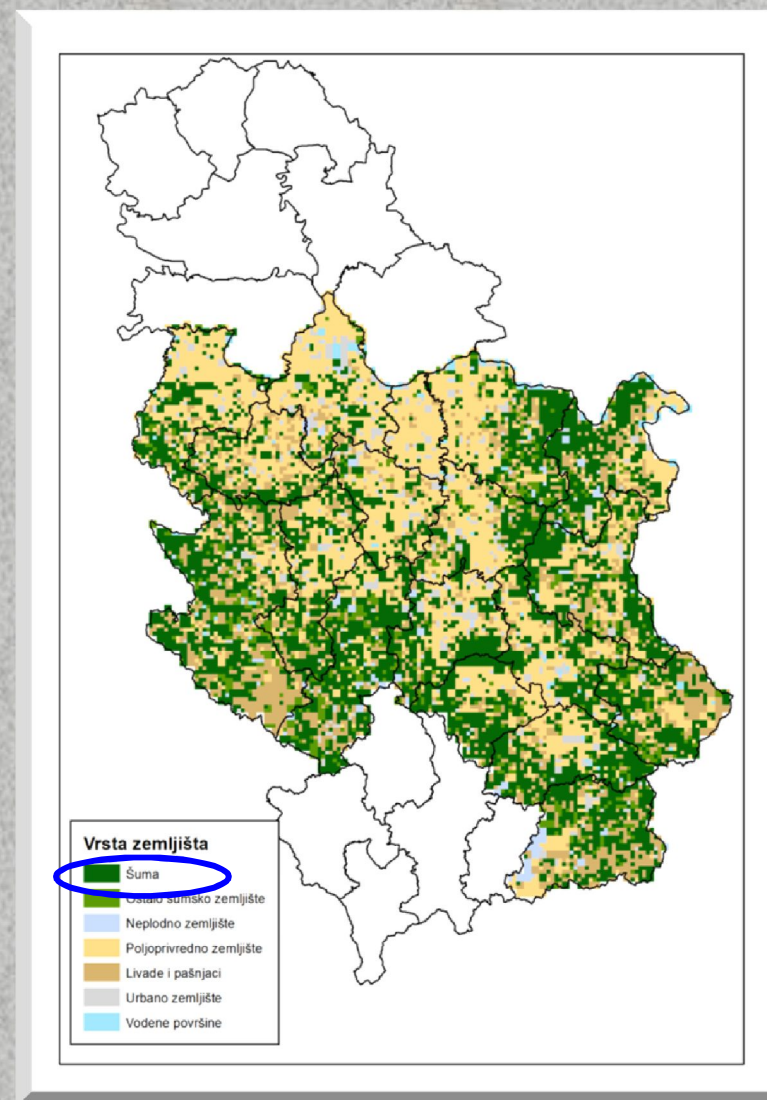 Vrsta zemljišta
Šuma
Ostalo šumsko zemljište
Neplodno zemljište
Poljoprivredno zemljište
Livade i pašnjaci
Urbano zemljište
Vodene površine